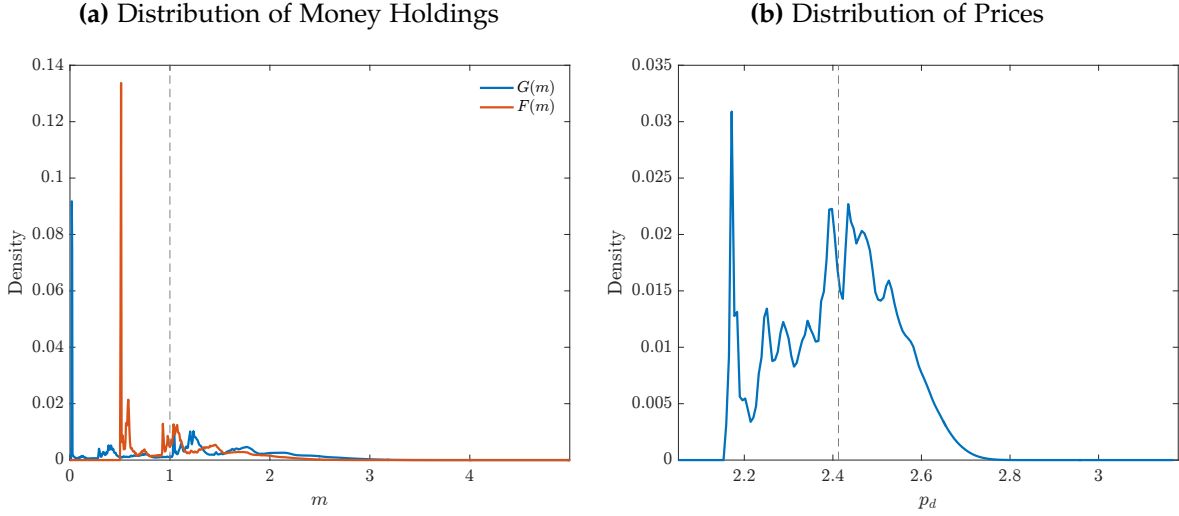 (a) Distribution of Money Holdings
0.14
0.12
0.1
0.08
0.06
0.04
0.02
0
Density
0 1 2 3 4
m
G(m)
F(m)
(b) Distribution of Prices
0.035
0.03
0.025
0.02
0.015
0.01
0.005
0
Density
2.2 2.4 2.6 2.8 3
p_d